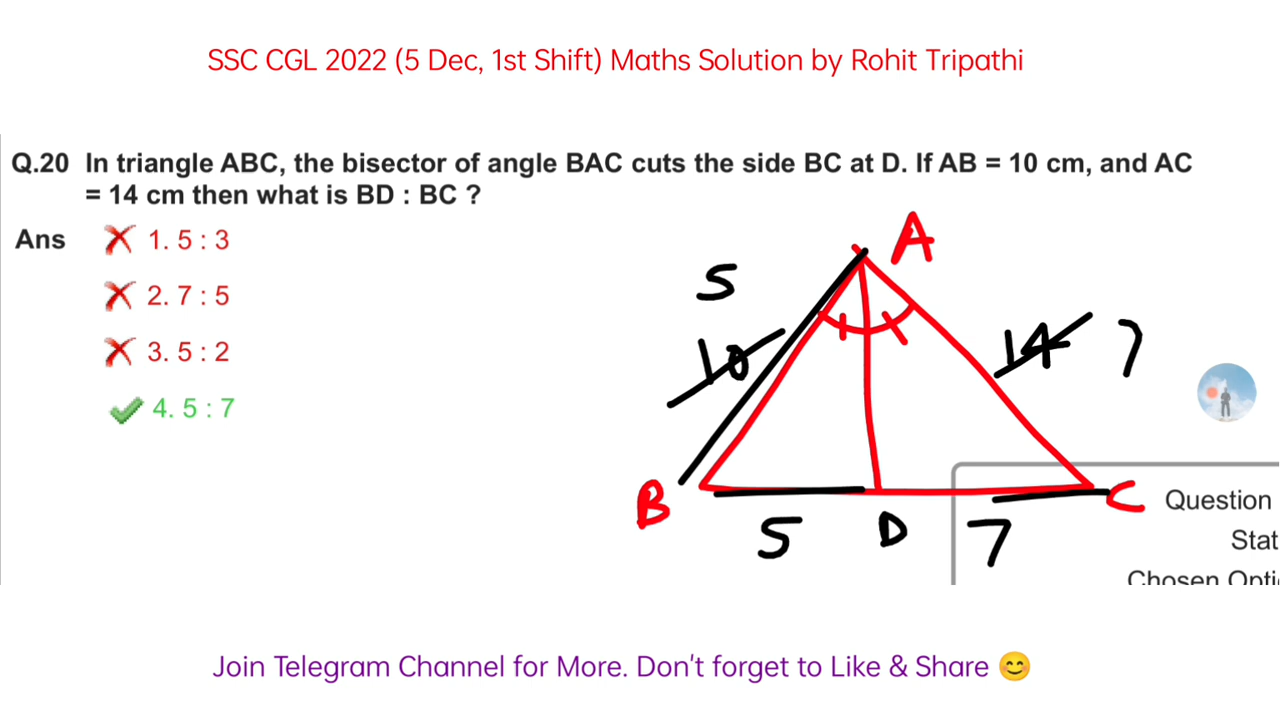 SSC CGL 2022 (5 Dec, 1st Shift) Maths Solution by Rohit Tripathi
Q.20 In triangle ABC, the bisector of angle BAC cuts the side BC at D. If AB = 10 cm, and AC
= 14 cm then what is BD : BC ?
Ans 1. 5 : 3
2. 7 : 5
3. 5 : 2
4. 5 : 7
A
5
10
14 7
B
C
5 D 7
Question
Stat
Chosen Opti
Join Telegram Channel for More. Don't forget to Like & Share 😊